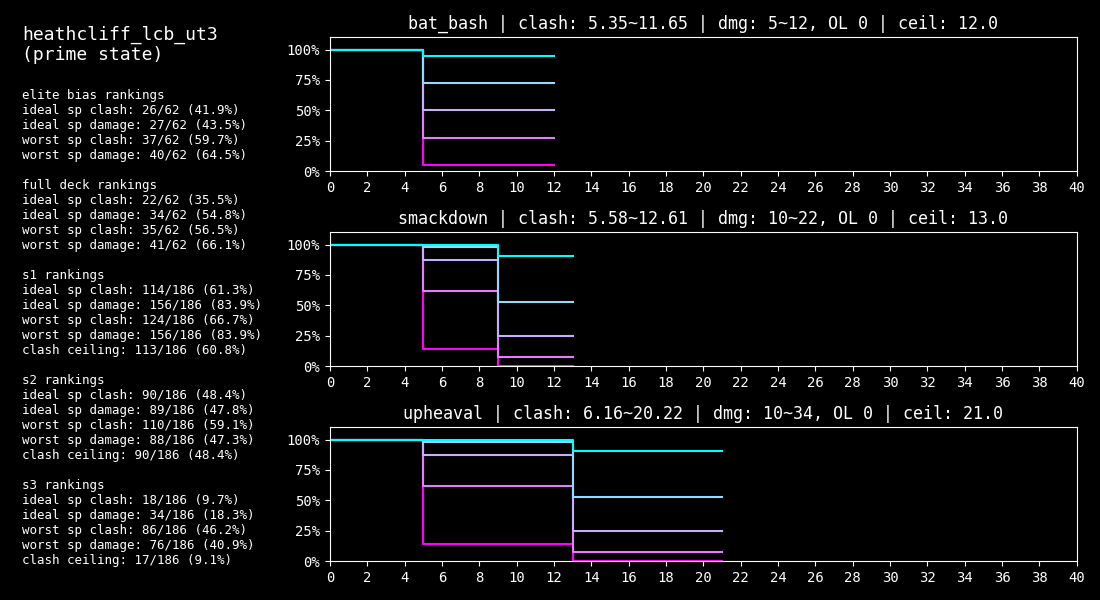 heathcliff_lcb_ut3
(prime state)
elite bias rankings
ideal sp clash: 26/62 (41.9%)
ideal sp damage: 27/62 (43.5%)
worst sp clash: 37/62 (59.7%)
worst sp damage: 40/62 (64.5%)
full deck rankings
ideal sp clash: 22/62 (35.5%)
ideal sp damage: 34/62 (54.8%)
worst sp clash: 35/62 (56.5%)
worst sp damage: 41/62 (66.1%)
s1 rankings
ideal sp clash: 114/186 (61.3%)
ideal sp damage: 156/186 (83.9%)
worst sp clash: 124/186 (66.7%)
worst sp damage: 156/186 (83.9%)
clash ceiling: 113/186 (60.8%)
s2 rankings
ideal sp clash: 90/186 (48.4%)
ideal sp damage: 89/186 (47.8%)
worst sp clash: 110/186 (59.1%)
worst sp damage: 88/186 (47.3%)
clash ceiling: 90/186 (48.4%)
s3 rankings
ideal sp clash: 18/186 (9.7%)
ideal sp damage: 34/186 (18.3%)
worst sp clash: 86/186 (46.2%)
worst sp damage: 76/186 (40.9%)
clash ceiling: 17/186 (9.1%)
bat_bash | clash: 5.35~11.65 | dmg: 5~12, OL 0 | ceil: 12.0
100%
75%
50%
25%
0%
0 2 4 6 8 10 12 14 16 18 20 22 24 26 28 30 32 34 36 38 40
smackdown | clash: 5.58~12.61 | dmg: 10~22, OL 0 | ceil: 13.0
100%
75%
50%
25%
0%
0 2 4 6 8 10 12 14 16 18 20 22 24 26 28 30 32 34 36 38 40
upheaval | clash: 6.16~20.22 | dmg: 10~34, OL 0 | ceil: 21.0
100%
75%
50%
25%
0%
0 2 4 6 8 10 12 14 16 18 20 22 24 26 28 30 32 34 36 38 40